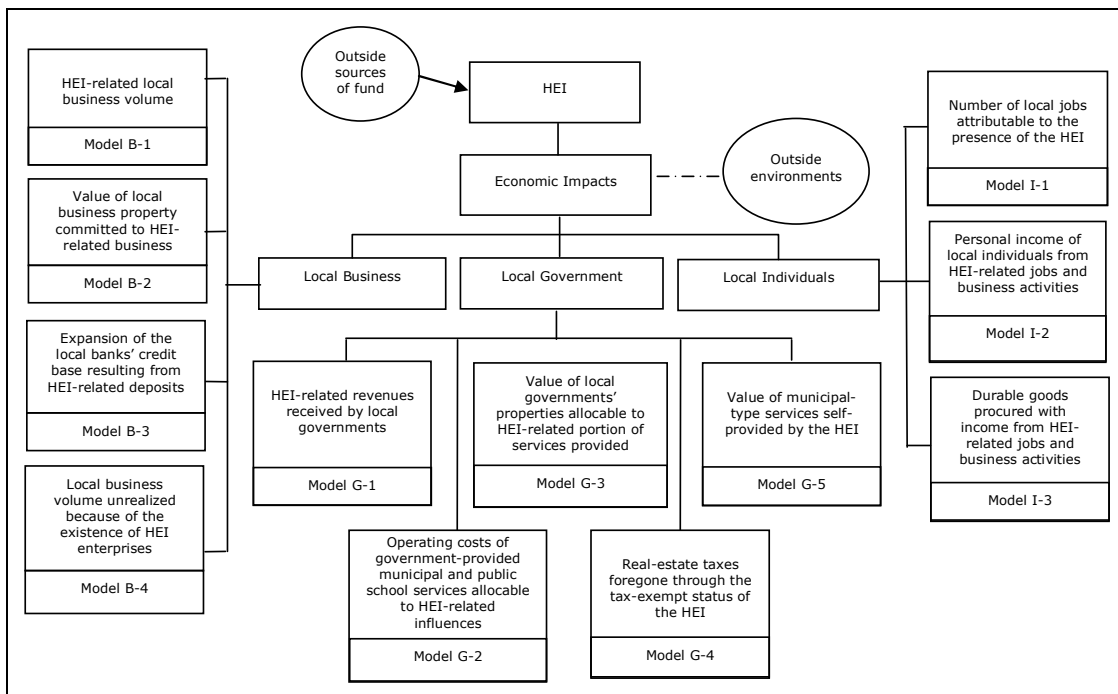 Outside
sources
of fund
HEI
Economic Impacts
Outside
environments
Local Business
Local Government
Local Individuals
HEI-related local
business volume
Model B-1
Value of local
business property
committed to HEI-
related business
Model B-2
Expansion of the
local banks’ credit
base resulting from
HEI-related deposits
Model B-3
Local business
volume unrealized
because of the
existence of HEI
enterprises
Model B-4
HEI-related revenues
received by local
governments
Model G-1
Operating costs of
government-provided
municipal and public
school services allocable
to HEI-related
influences
Model G-2
Value of local
governments’
properties allocable to
HEI-related portion of
services provided
Model G-3
Real-estate taxes
foregone through the
tax-exempt status of
the HEI
Model G-4
Value of municipal-
type services self-
provided by the HEI
Model G-5
Number of local jobs
attributable to the
presence of the HEI
Model I-1
Personal income of
local individuals from
HEI-related jobs and
business activities
Model I-2
Durable goods
procured with
income from HEI-
related jobs and
business activities
Model I-3